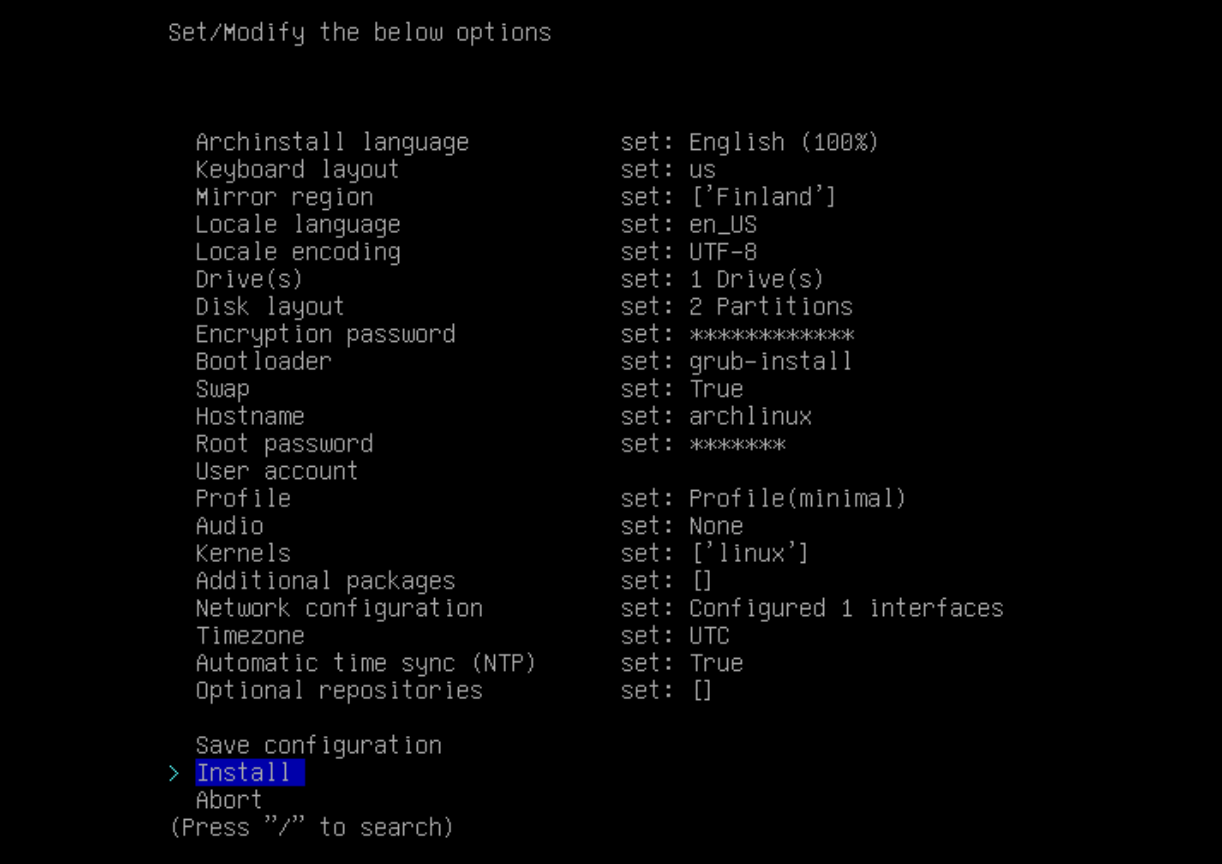 Set/Modify the below options
Archinstall language set: English (100%)
Keyboard layout set: us
Mirror region set: ['Finland']
Locale language set: en_US
Locale encoding set: UTF-8
Drive(s) set: 1 Drive(s)
Disk layout set: 2 Partitions
Encryption password set: ************
Bootloader set: grub-install
Swap set: True
Hostname set: archlinux
Root password set: *******
User account
Profile set: Profile(minimal)
Audio set: None
Kernels set: ['linux']
Additional packages set: []
Network configuration set: Configured 1 interfaces
Timezone set: UTC
Automatic time sync (NTP) set: True
Optional repositories set: []
Save configuration
> Install
Abort
(Press "/" to search)